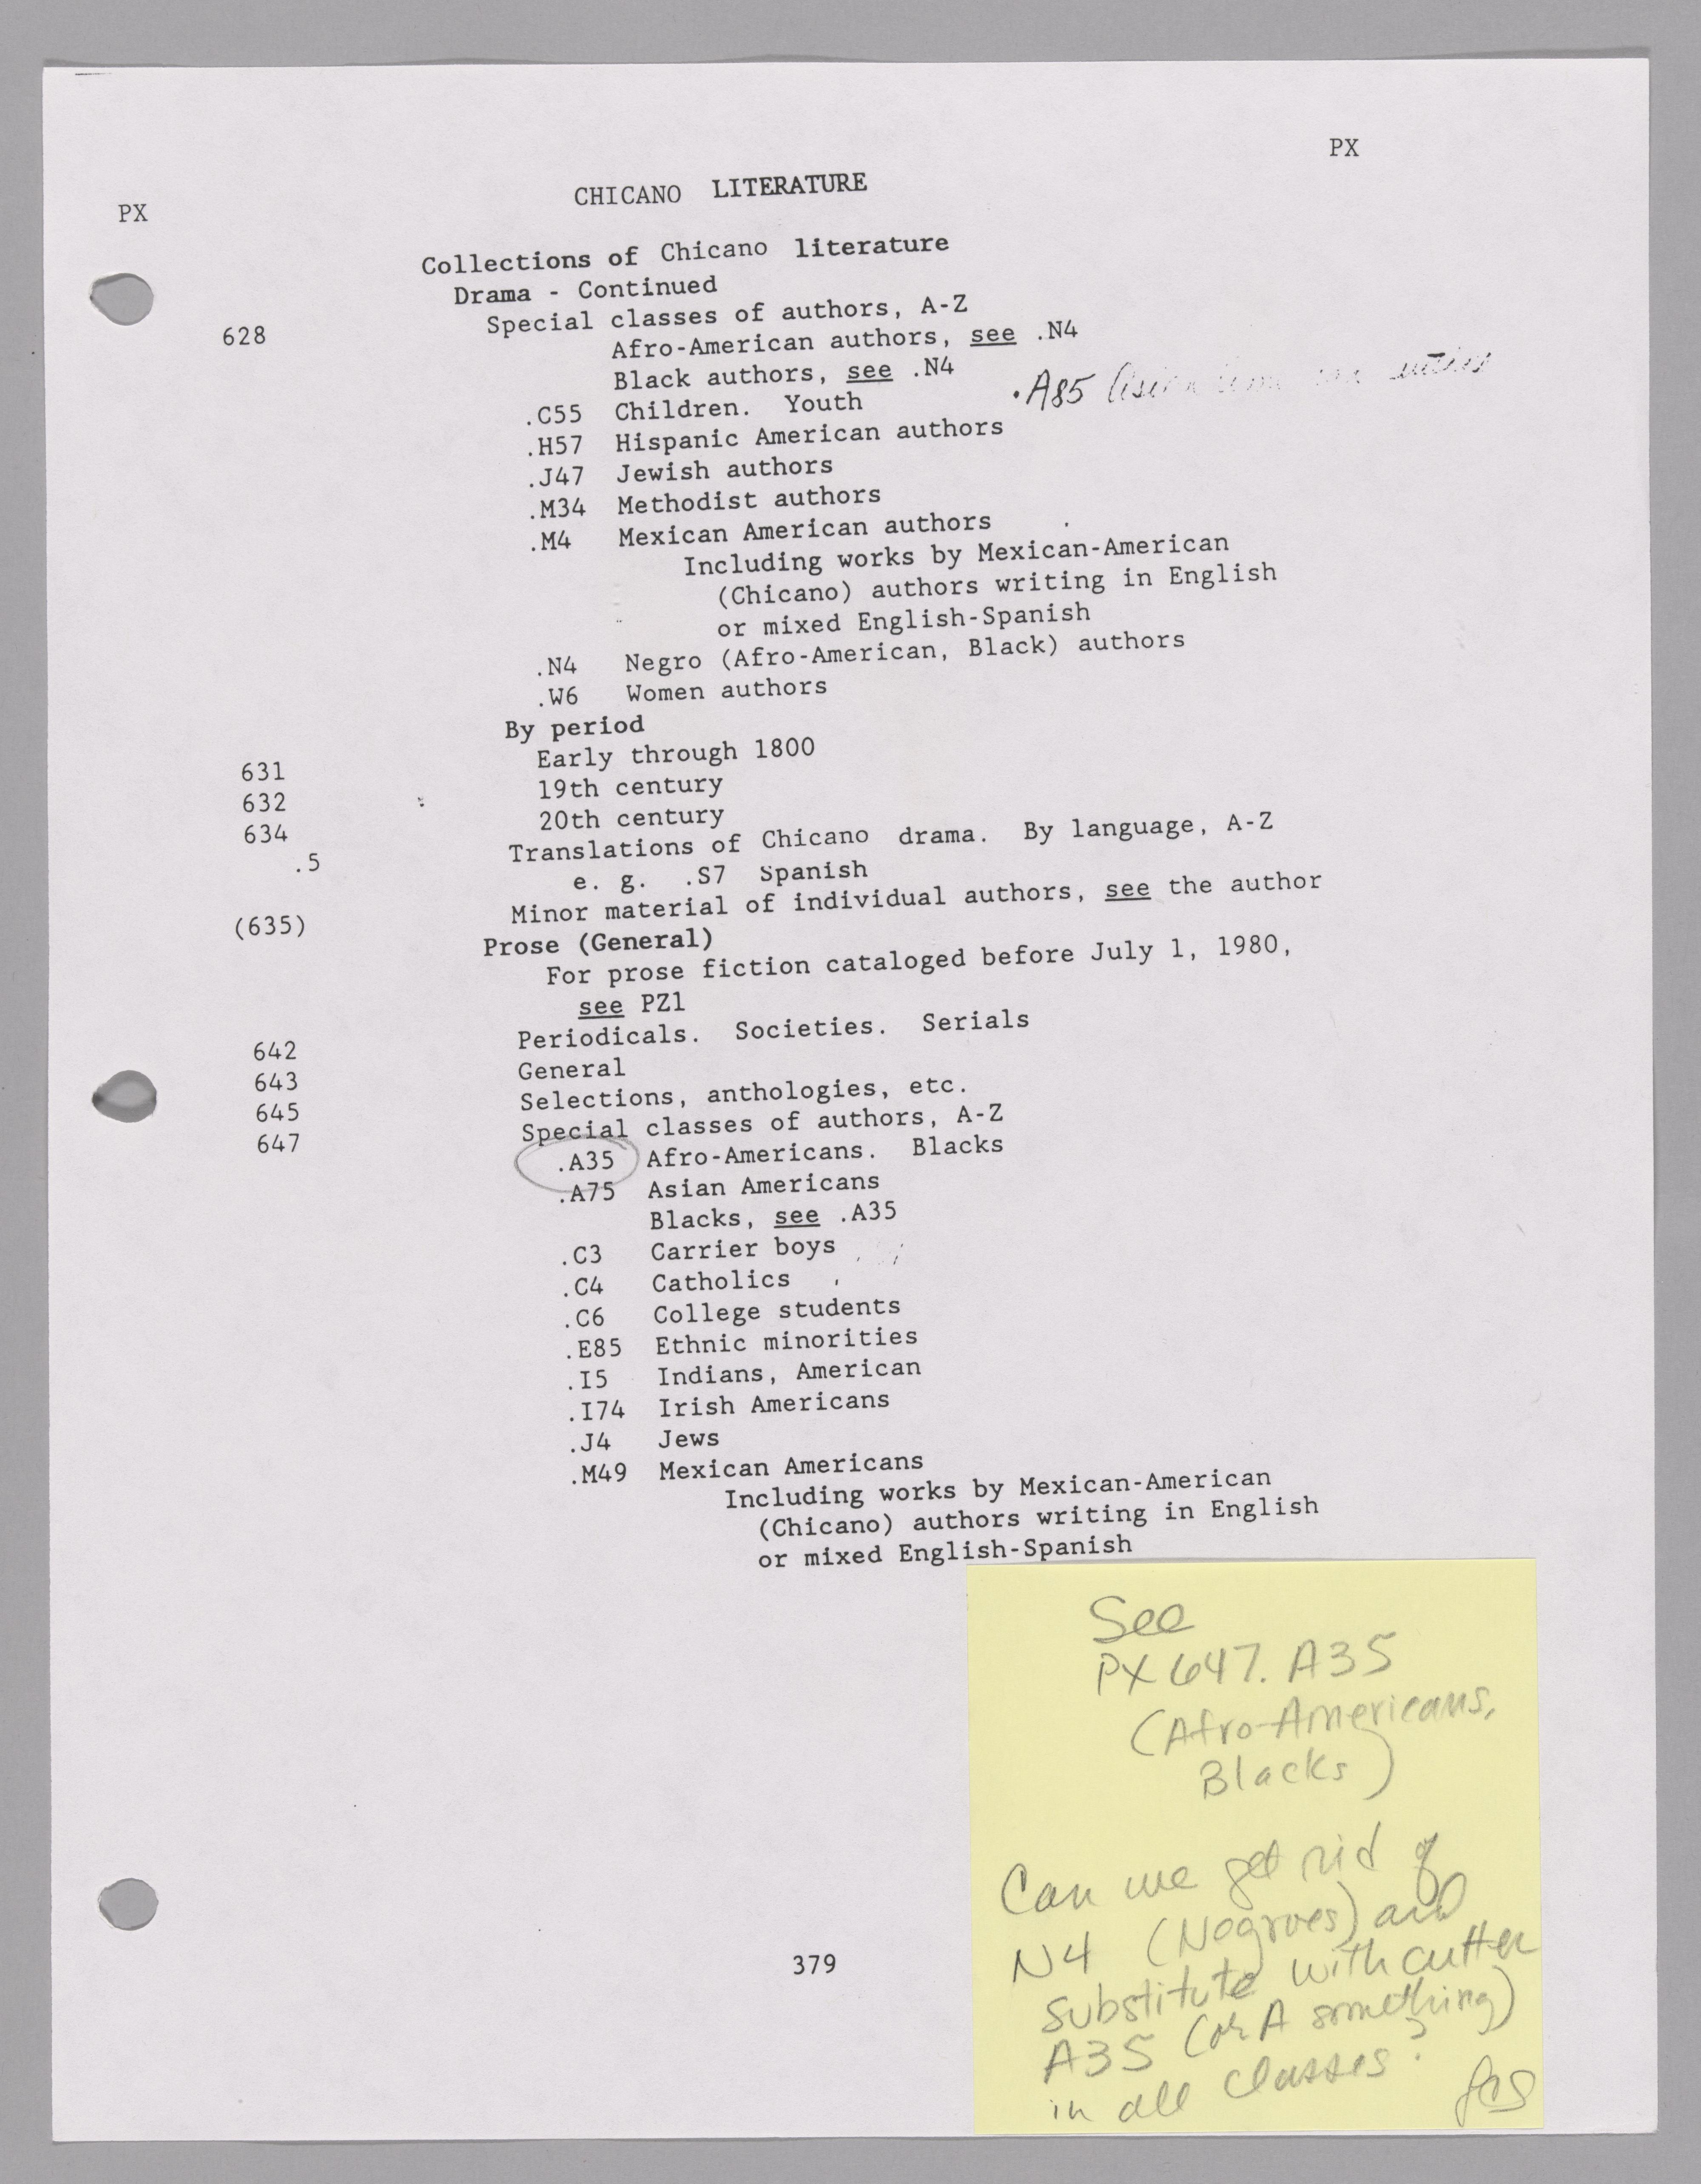 PX
CHICANO LITERATURE
PX
Collections of Chicano literature
Drama - Continued
628 Special classes of authors, A-Z
Afro-American authors, see .N4
Black authors, see .N4
.A85
.C55 Children. Youth
.H57 Hispanic American authors
.J47 Jewish authors
.M34 Methodist authors
.M4 Mexican American authors
Including works by Mexican-American
(Chicano) authors writing in English
or mixed English-Spanish
.N4 Negro (Afro-American, Black) authors
.W6 Women authors
By period
631 Early through 1800
632 19th century
634 20th century
.5 Translations of Chicano drama. By language, A-Z
e. g. .S7 Spanish
(635) Minor material of individual authors, see the author
Prose (General)
For prose fiction cataloged before July 1, 1980,
see PZ1
642 Periodicals. Societies. Serials
643 General
645 Selections, anthologies, etc.
647 Special classes of authors, A-Z
.A35 Afro-Americans. Blacks
.A75 Asian Americans
Blacks, see .A35
.C3 Carrier boys
.C4 Catholics
.C6 College students
.E85 Ethnic minorities
.I5 Indians, American
.I74 Irish Americans
.J4 Jews
.M49 Mexican Americans
Including works by Mexican-American
(Chicano) authors writing in English
or mixed English-Spanish
See
PX 647. A35
(Afro-Americans,
Blacks)
Can we get rid of
N4 (Negroes) and
substitute with cutter
A35 (or A something)
in all classes?
379